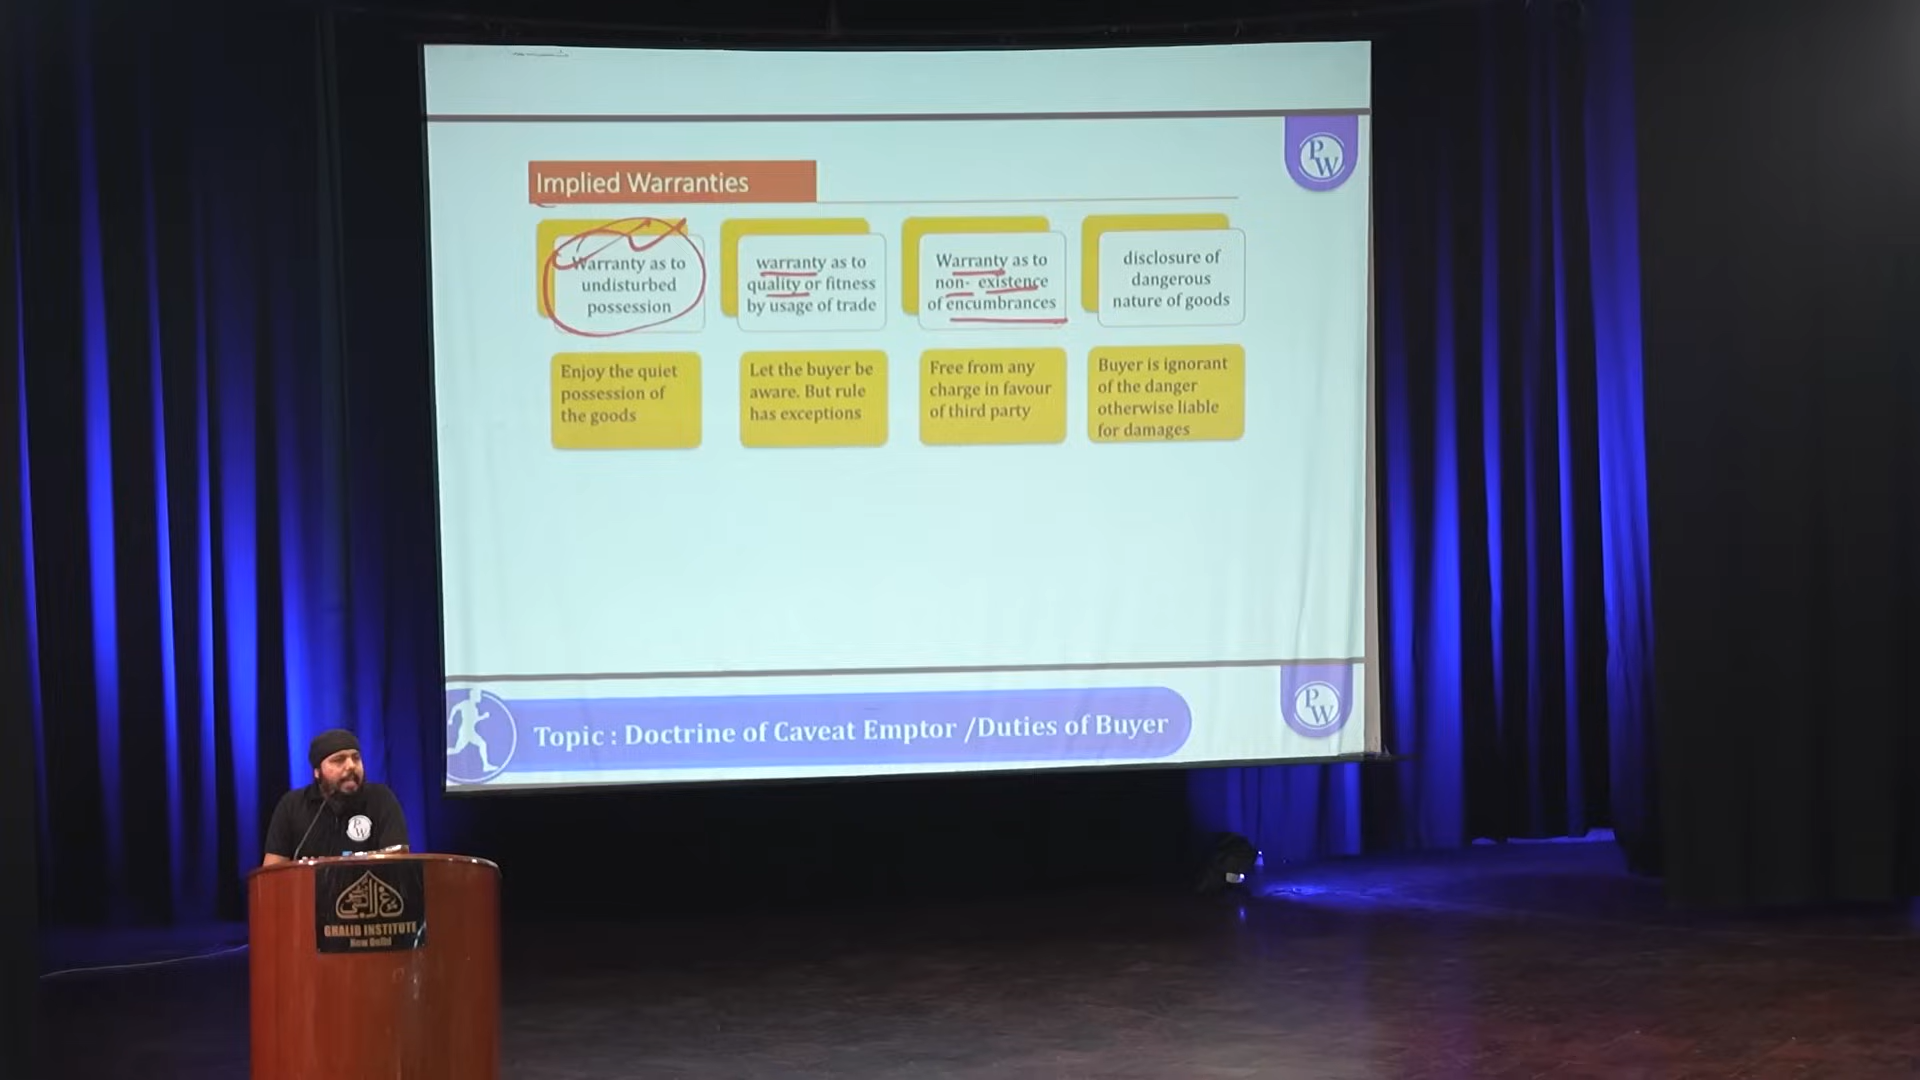 PW
Implied Warranties
Warranty as to
undisturbed
possession
warranty as to
quality or fitness
by usage of trade
Warranty as to
non- existence
of encumbrances
disclosure of
dangerous
nature of goods
Enjoy the quiet
possession of
the goods
Let the buyer be
aware. But rule
has exceptions
Free from any
charge in favour
of third party
Buyer is ignorant
of the danger
otherwise liable
for damages
PW
Topic : Doctrine of Caveat Emptor /Duties of Buyer
PW
GHALIB INSTITUTE
New Delhi